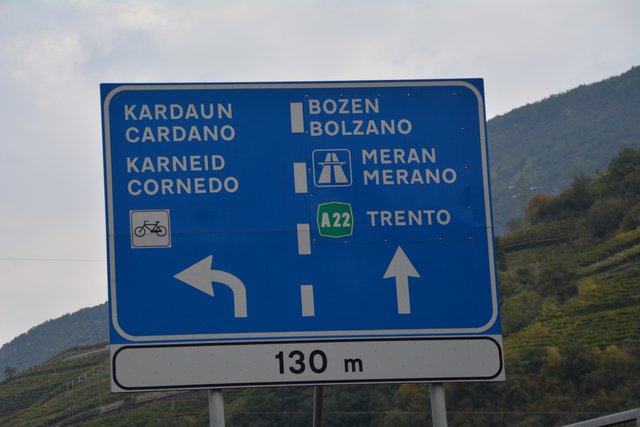 KARDAUN
CARDANO
KARNEID
CORNEDO
BOZEN
BOLZANO
MERAN
MERANO
A22 TRENTO
130 m